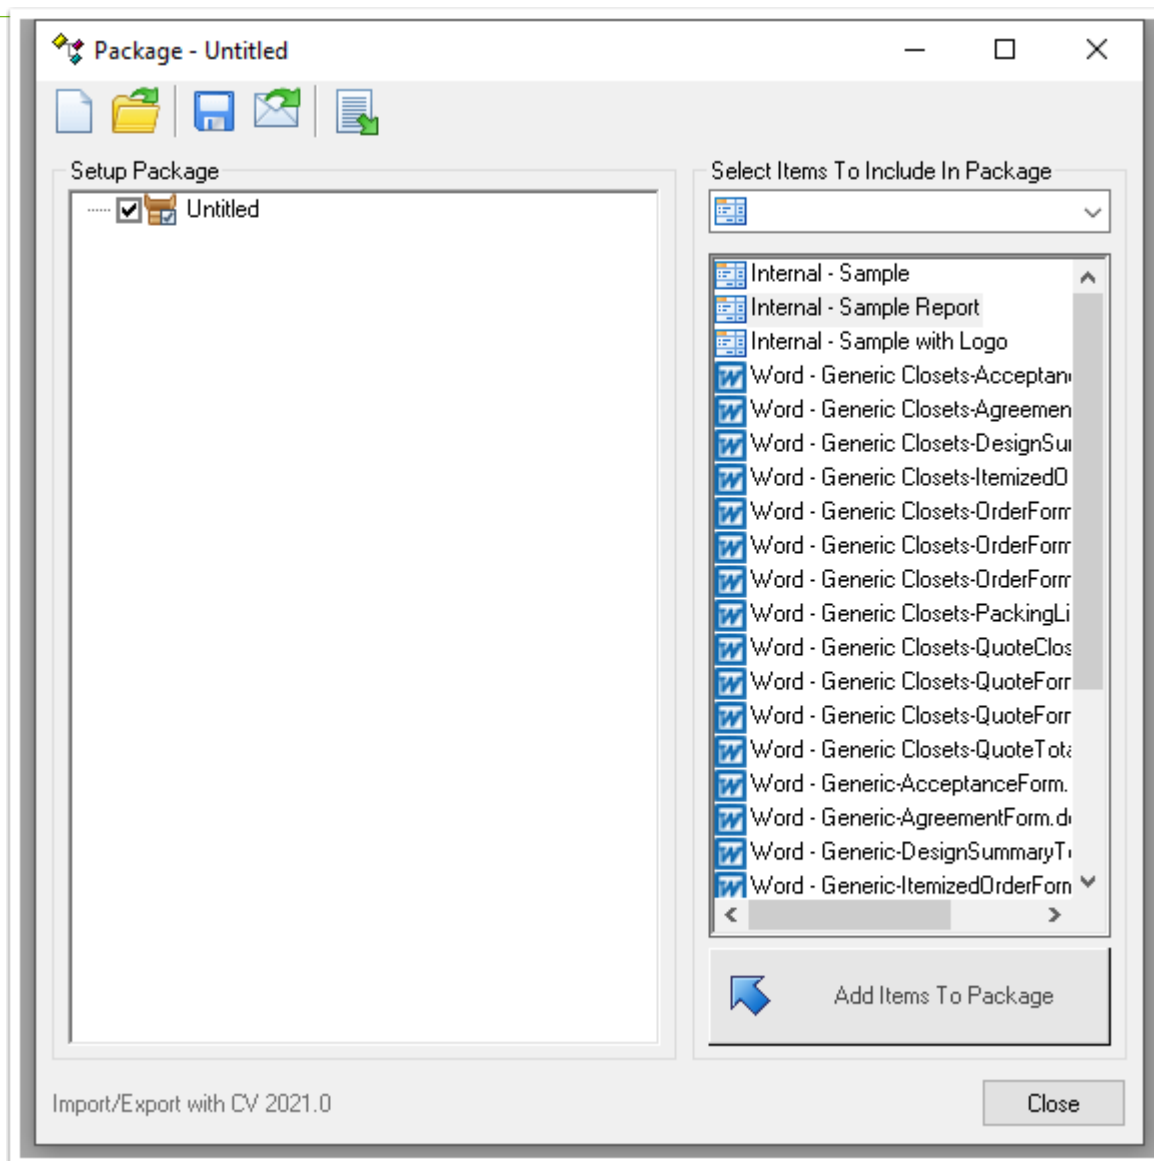 Package - Untitled
Setup Package
Untitled
Select Items To Include In Package
Internal - Sample
Internal - Sample Report
Internal - Sample with Logo
Word - Generic Closets-Acceptan
Word - Generic Closets-Agreemen
Word - Generic Closets-DesignSu
Word - Generic Closets-ItemizedO
Word - Generic Closets-OrderForm
Word - Generic Closets-OrderForm
Word - Generic Closets-OrderForm
Word - Generic Closets-PackingLi
Word - Generic Closets-QuoteClos
Word - Generic Closets-QuoteForr
Word - Generic Closets-QuoteForr
Word - Generic Closets-QuoteTota
Word - Generic-AcceptanceForm.
Word - Generic-AgreementForm.d
Word - Generic-DesignSummaryT
Word - Generic-ItemizedOrderForn
Add Items To Package
Import/Export with CV 2021.0
Close